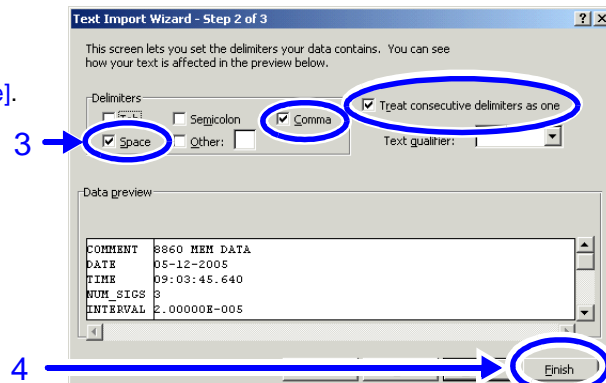 Text Import Wizard - Step 2 of 3
This screen lets you set the delimiters your data contains. You can see
how your text is affected in the preview below.
e].
Delimiters
Semicolon
Comma
Treat consecutive delimiters as one
3
Space
Other:
Text qualifier:
Data preview
COMMENT 8860 MEM DATA
DATE 05-12-2005
TIME 09:03:45.640
NUM_SIGS 3
INTERVAL 2.00000E-005
4
Finish